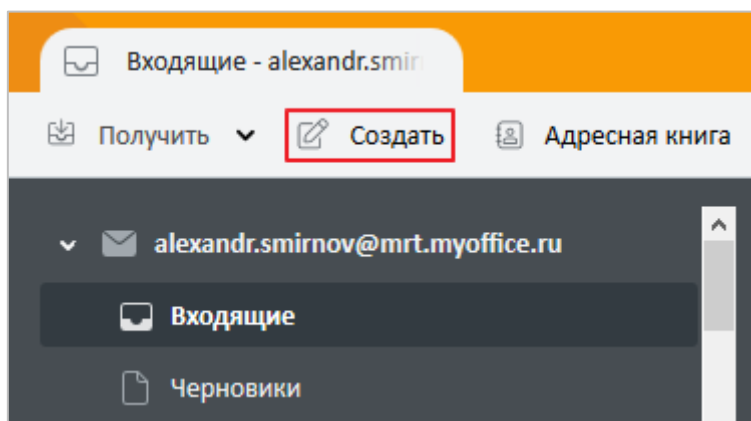 Входящие - alexandr.smir
Получить Создать Адресная книга
alexandr.smirnov@mrt.myoffice.ru
Входящие
Черновики